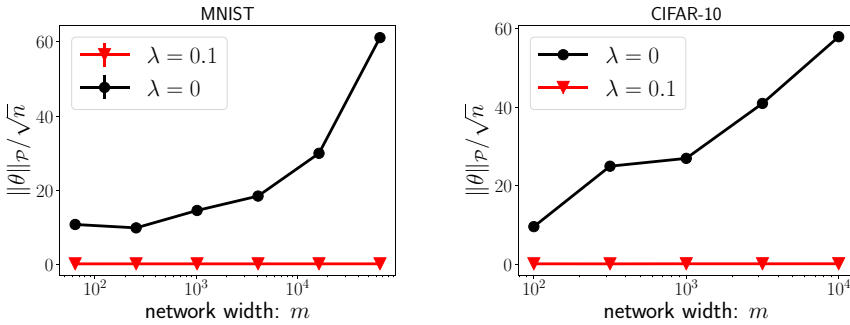 MNIST
60
40
20
0
||θ||𝒫/√n
λ = 0.1
λ = 0
10² 10³ 10⁴
network width: m
CIFAR-10
60
40
20
0
||θ||𝒫/√n
λ = 0
λ = 0.1
10² 10³ 10⁴
network width: m